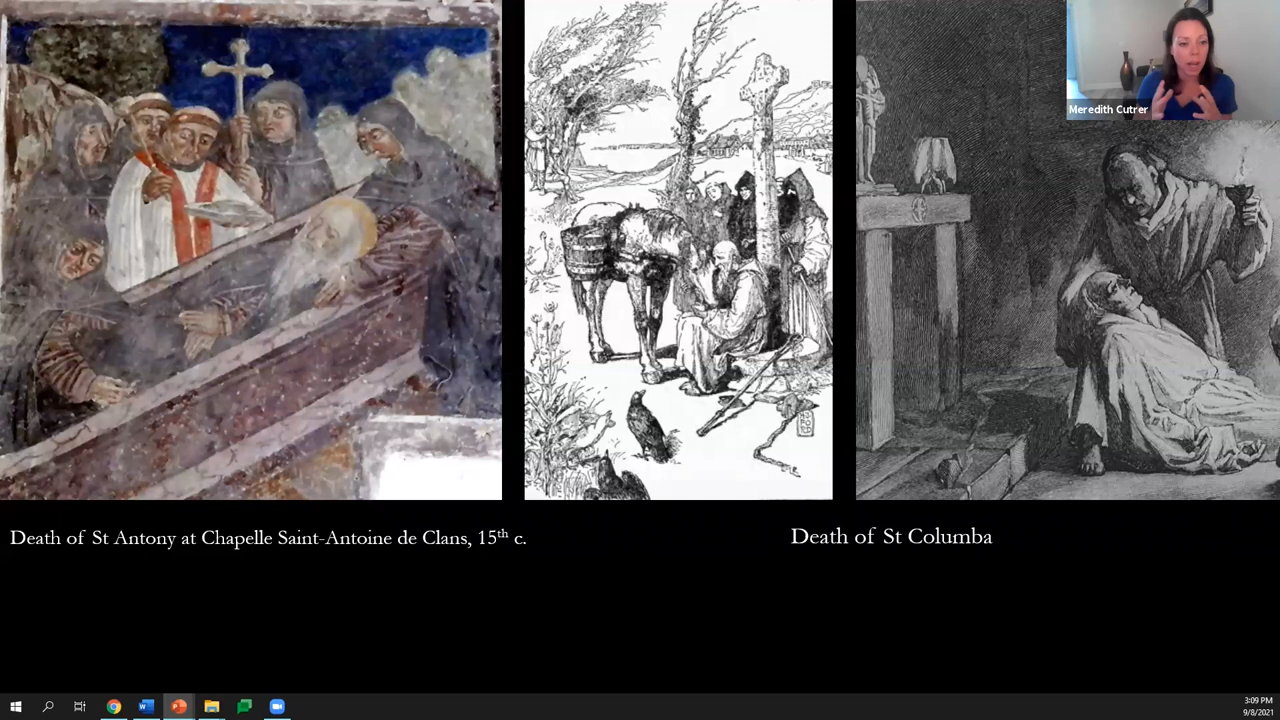 Meredith Cutrer
Death of St Antony at Chapelle Saint-Antoine de Clans, 15th c.
Death of St Columba
3:09 PM
9/8/2021